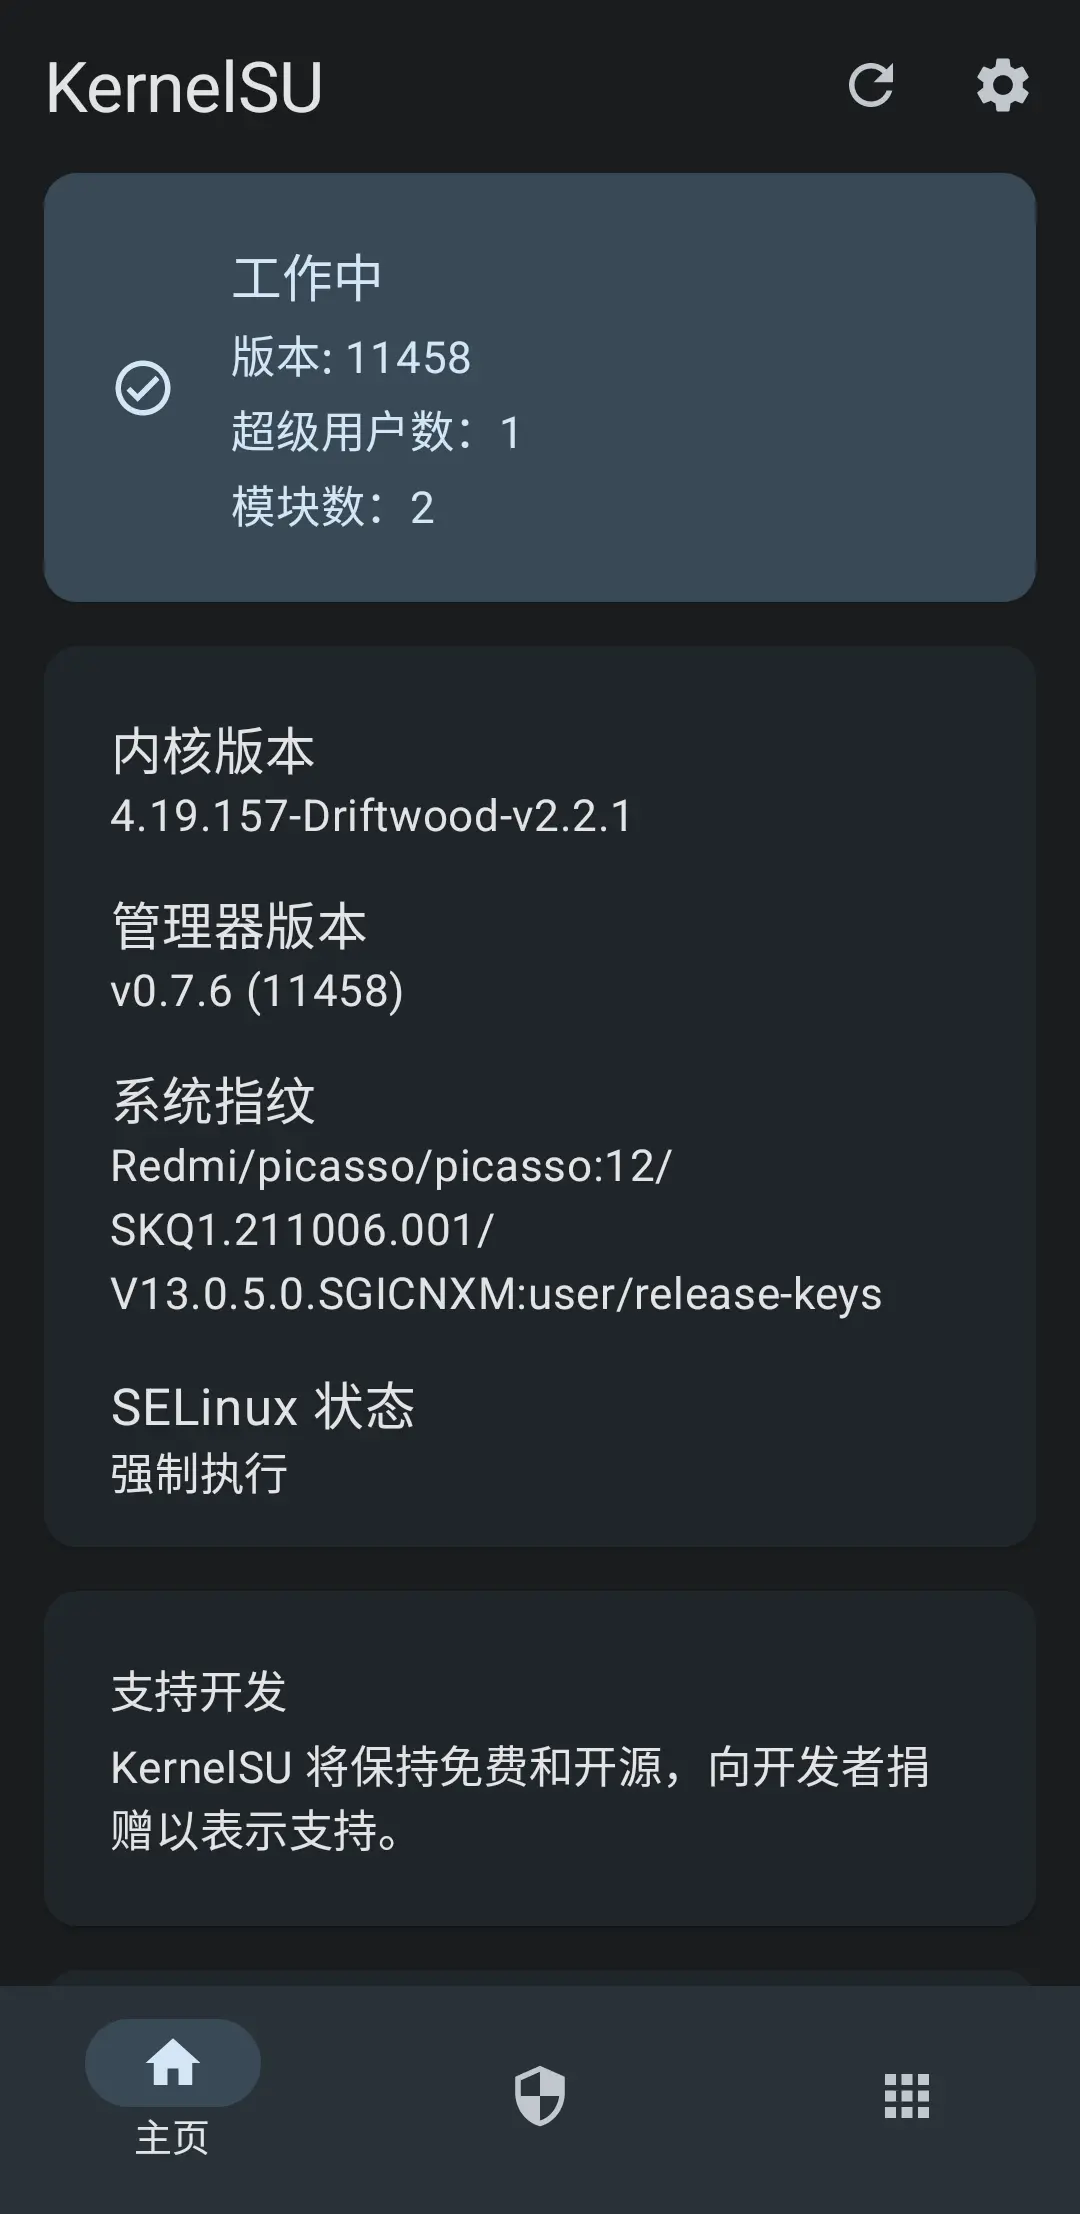 KernelSU
工作中
版本: 11458
超级用户数：1
模块数：2
内核版本
4.19.157-Driftwood-v2.2.1
管理器版本
v0.7.6 (11458)
系统指纹
Redmi/picasso/picasso:12/
SKQ1.211006.001/
V13.0.5.0.SGICNXM:user/release-keys
SELinux 状态
强制执行
支持开发
KernelSU 将保持免费和开源，向开发者捐
赠以表示支持。
主页